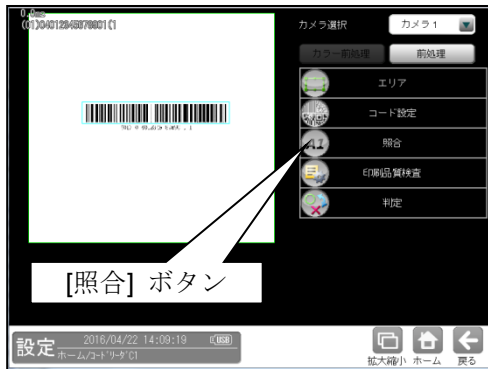 0.0ms
(01)04912345678901(1
カメラ選択
カメラ1
カラー前処理
前処理
エリア
コード設定
照合
印刷品質検査
判定
[照合] ボタン
設定
2016/04/22 14:09:19
USB
ホーム/コードリーダ/C1
拡大縮小
ホーム
戻る